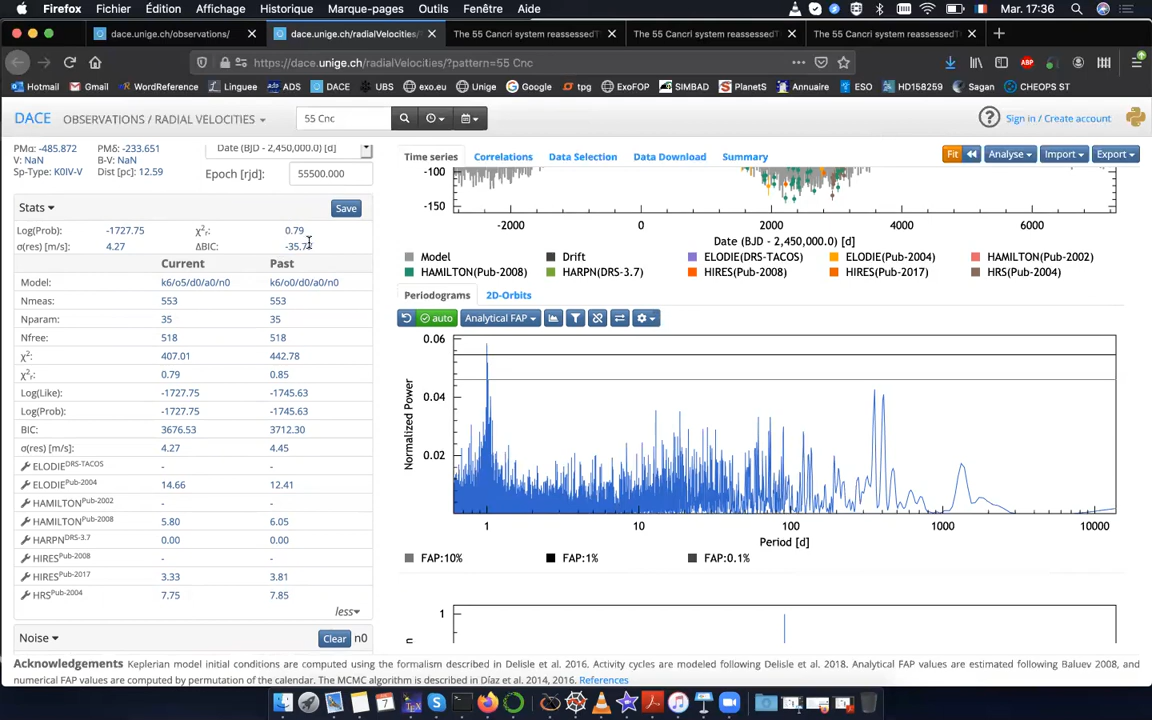 Firefox Fichier Édition Affichage Historique Marque-pages Outils Fenêtre Aide Mar. 17:36
dace.unige.ch/observations/ dace.unige.ch/radialVelocities/ The 55 Cancri system reassessed The 55 Cancri system reassessed The 55 Cancri system reassessed
https://dace.unige.ch/radialVelocities/?pattern=55 Cnc
Hotmail Gmail WordReference Linguee ADS DACE UBS exo.eu Unige Google tpg ExoFOP SIMBAD PlanetS Annuaire ESO HD158259 Sagan CHEOPS ST
DACE OBSERVATIONS / RADIAL VELOCITIES 55 Cnc Sign in / Create account
PMα: -485.872 PMδ: -233.651
V: NaN B-V: NaN
Sp-Type: K0IV-V Dist [pc]: 12.59
Date (BJD - 2,450,000.0) [d]
Epoch [rjd]: 55500.000
Stats Save
Log(Prob): -1727.75 χ²r: 0.79
σ(res) [m/s]: 4.27 ΔBIC: -35.7
Current Past
Model: k6/o5/d0/a0/n0 k6/o0/d0/a0/n0
Nmeas: 553 553
Nparam: 35 35
Nfree: 518 518
χ²: 407.01 442.78
χ²r: 0.79 0.85
Log(Like): -1727.75 -1745.63
Log(Prob): -1727.75 -1745.63
BIC: 3676.53 3712.30
σ(res) [m/s] 4.27 4.45
ELODIE DRS-TACOS - -
ELODIE Pub-2004 14.66 12.41
HAMILTON Pub-2002 - -
HAMILTON Pub-2008 5.80 6.05
HARPN DRS-3.7 0.00 0.00
HIRES Pub-2008 - -
HIRES Pub-2017 3.33 3.81
HRS Pub-2004 7.75 7.85
less
Noise Clear n0
Time series Correlations Data Selection Data Download Summary Fit Analyse Import Export
-100
-150
-2000 0 2000 4000 6000
Date (BJD - 2,450,000.0) [d]
Model Drift ELODIE(DRS-TACOS) ELODIE(Pub-2004) HAMILTON(Pub-2002)
HAMILTON(Pub-2008) HARPN(DRS-3.7) HIRES(Pub-2008) HIRES(Pub-2017) HRS(Pub-2004)
Periodograms 2D-Orbits
auto Analytical FAP
Normalized Power
0.06
0.04
0.02
1 10 100 1000 10000
Period [d]
FAP:10% FAP:1% FAP:0.1%
1
Acknowledgements Keplerian model initial conditions are computed using the formalism described in Delisle et al. 2016. Activity cycles are modeled following Delisle et al. 2018. Analytical FAP values are estimated following Baluev 2008, and
numerical FAP values are computed by permutation of the calendar. The MCMC algorithm is described in Díaz et al. 2014, 2016. References